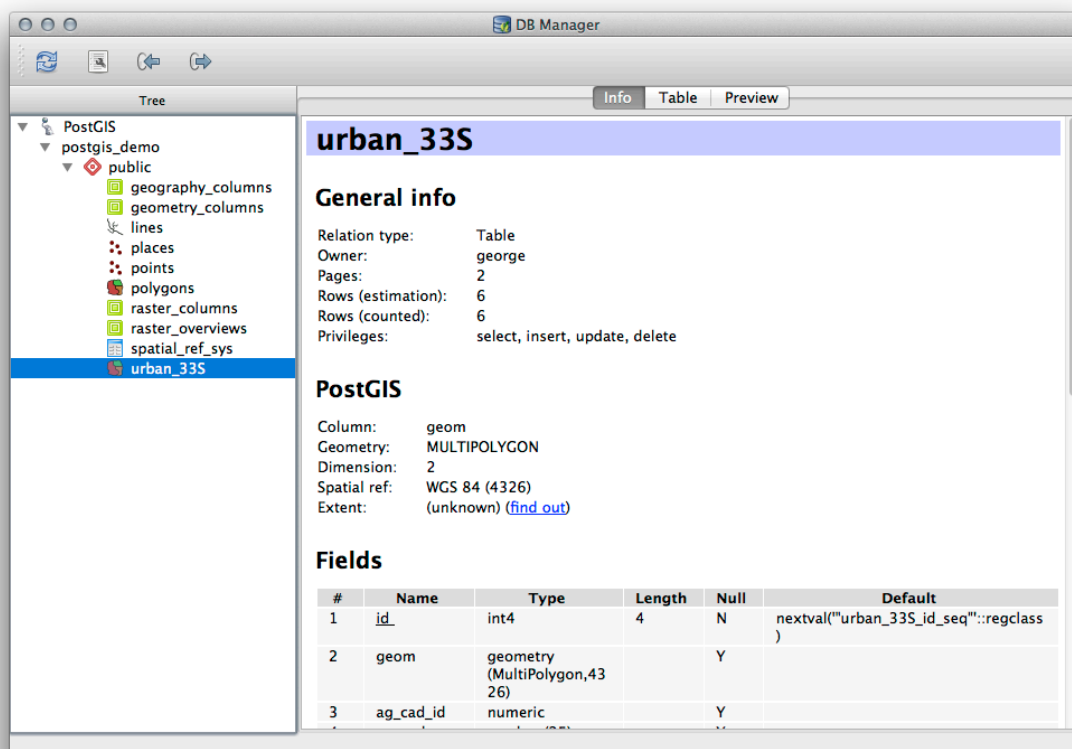 DB Manager
Tree
Info Table Preview
PostGIS
postgis_demo
public
geography_columns
geometry_columns
lines
places
points
polygons
raster_columns
raster_overviews
spatial_ref_sys
urban_33S
urban_33S
General info
Relation type: Table
Owner: george
Pages: 2
Rows (estimation): 6
Rows (counted): 6
Privileges: select, insert, update, delete
PostGIS
Column: geom
Geometry: MULTIPOLYGON
Dimension: 2
Spatial ref: WGS 84 (4326)
Extent: (unknown) (find out)
Fields
# Name Type Length Null Default
1 id int4 4 N nextval('"urban_33S_id_seq"'::regclass
)
2 geom geometry Y
(MultiPolygon,43
26)
3 ag_cad_id numeric Y